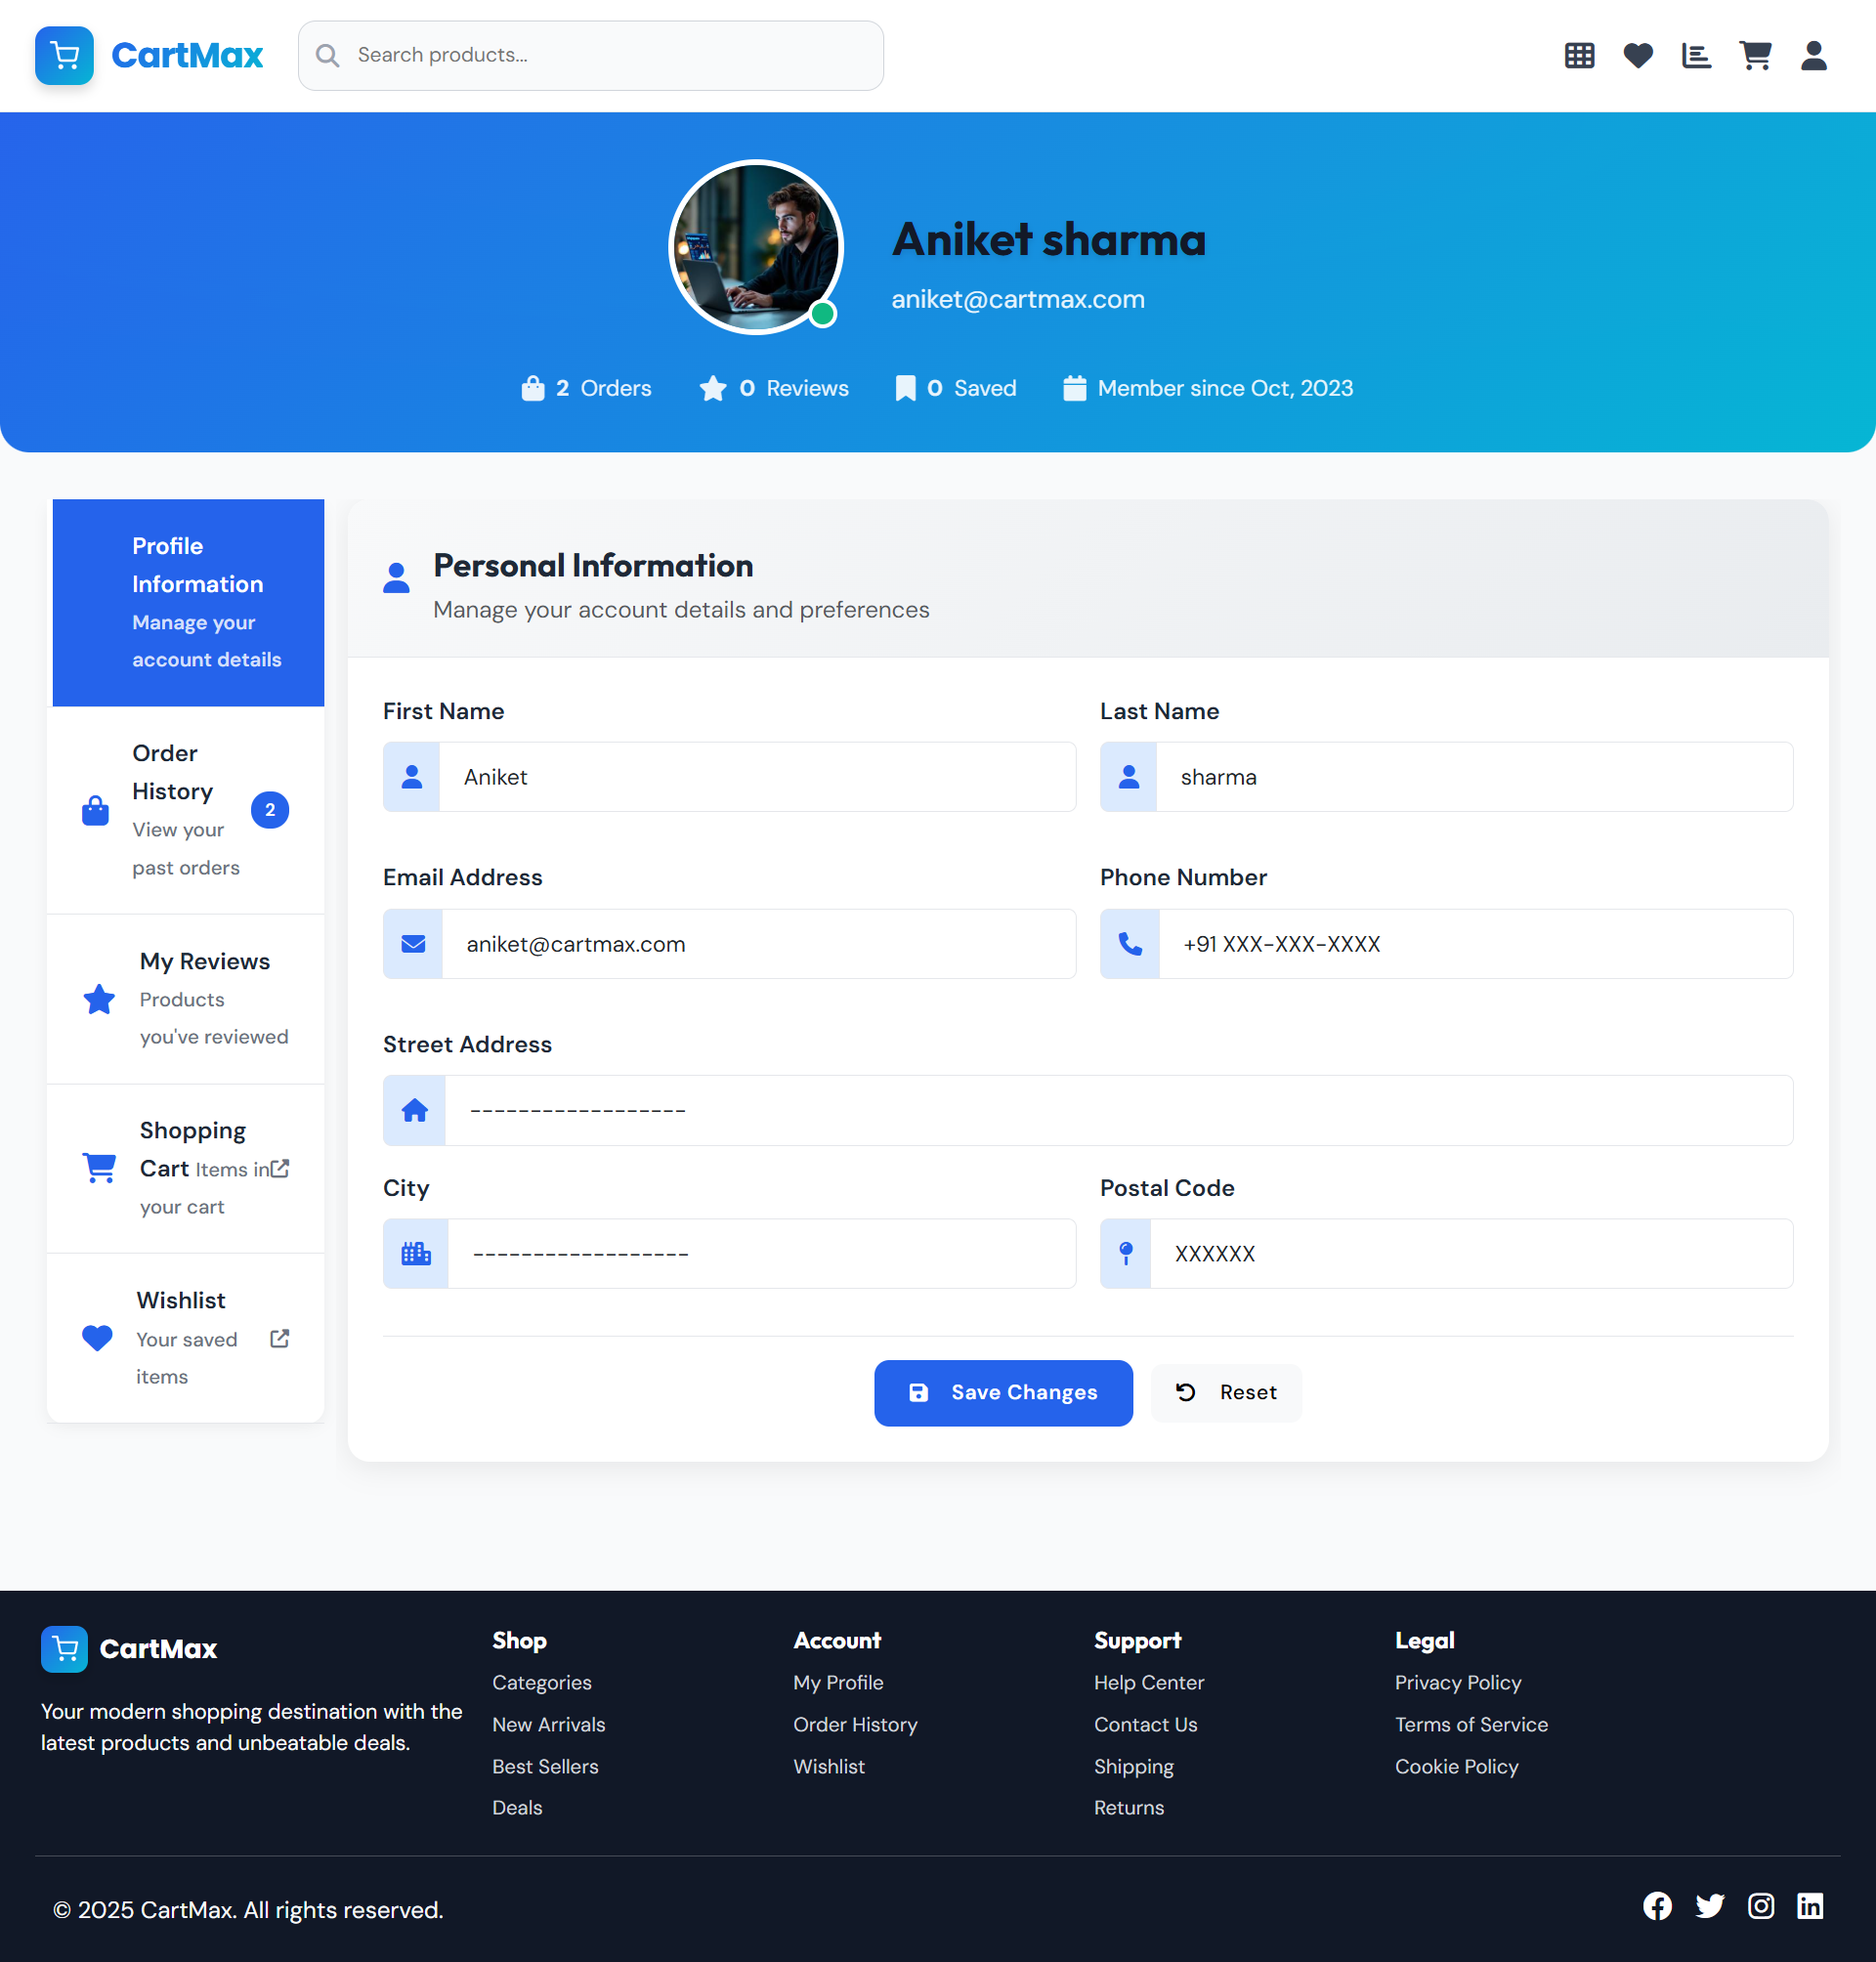 CartMax
Search products...
Aniket sharma
aniket@cartmax.com
2 Orders
0 Reviews
0 Saved
Member since Oct, 2023
Profile
Information
Manage your
account details
Order
History
View your
past orders
2
My Reviews
Products
you've reviewed
Shopping
Cart Items in
your cart
Wishlist
Your saved
items
Personal Information
Manage your account details and preferences
First Name
Aniket
Last Name
sharma
Email Address
aniket@cartmax.com
Phone Number
+91 XXX-XXX-XXXX
Street Address
------------------
City
------------------
Postal Code
XXXXXX
Save Changes
Reset
CartMax
Your modern shopping destination with the
latest products and unbeatable deals.
Shop
Categories
New Arrivals
Best Sellers
Deals
Account
My Profile
Order History
Wishlist
Support
Help Center
Contact Us
Shipping
Returns
Legal
Privacy Policy
Terms of Service
Cookie Policy
© 2025 CartMax. All rights reserved.